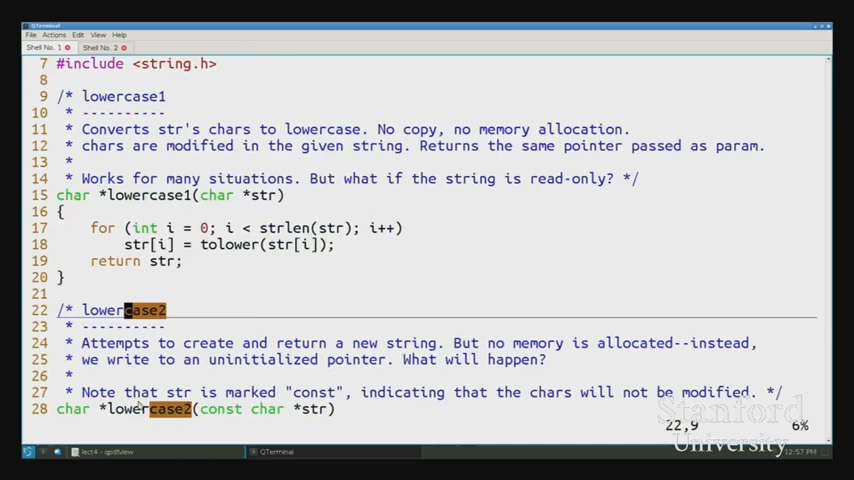 QTerminal
File Actions Edit View Help
Shell No. 1 Shell No. 2
7 #include <string.h>
8
9 /* lowercase1
10 * ----------
11 * Converts str's chars to lowercase. No copy, no memory allocation.
12 * chars are modified in the given string. Returns the same pointer passed as param.
13 *
14 * Works for many situations. But what if the string is read-only? */
15 char *lowercase1(char *str)
16 {
17 for (int i = 0; i < strlen(str); i++)
18 str[i] = tolower(str[i]);
19 return str;
20 }
21
22 /* lowercase2
23 * ----------
24 * Attempts to create and return a new string. But no memory is allocated--instead,
25 * we write to an uninitialized pointer. What will happen?
26 *
27 * Note that str is marked "const", indicating that the chars will not be modified. */
28 char *lowercase2(const char *str)
22,9 6%
Stanford
University
lect4 - qpdfview QTerminal 12:57 PM